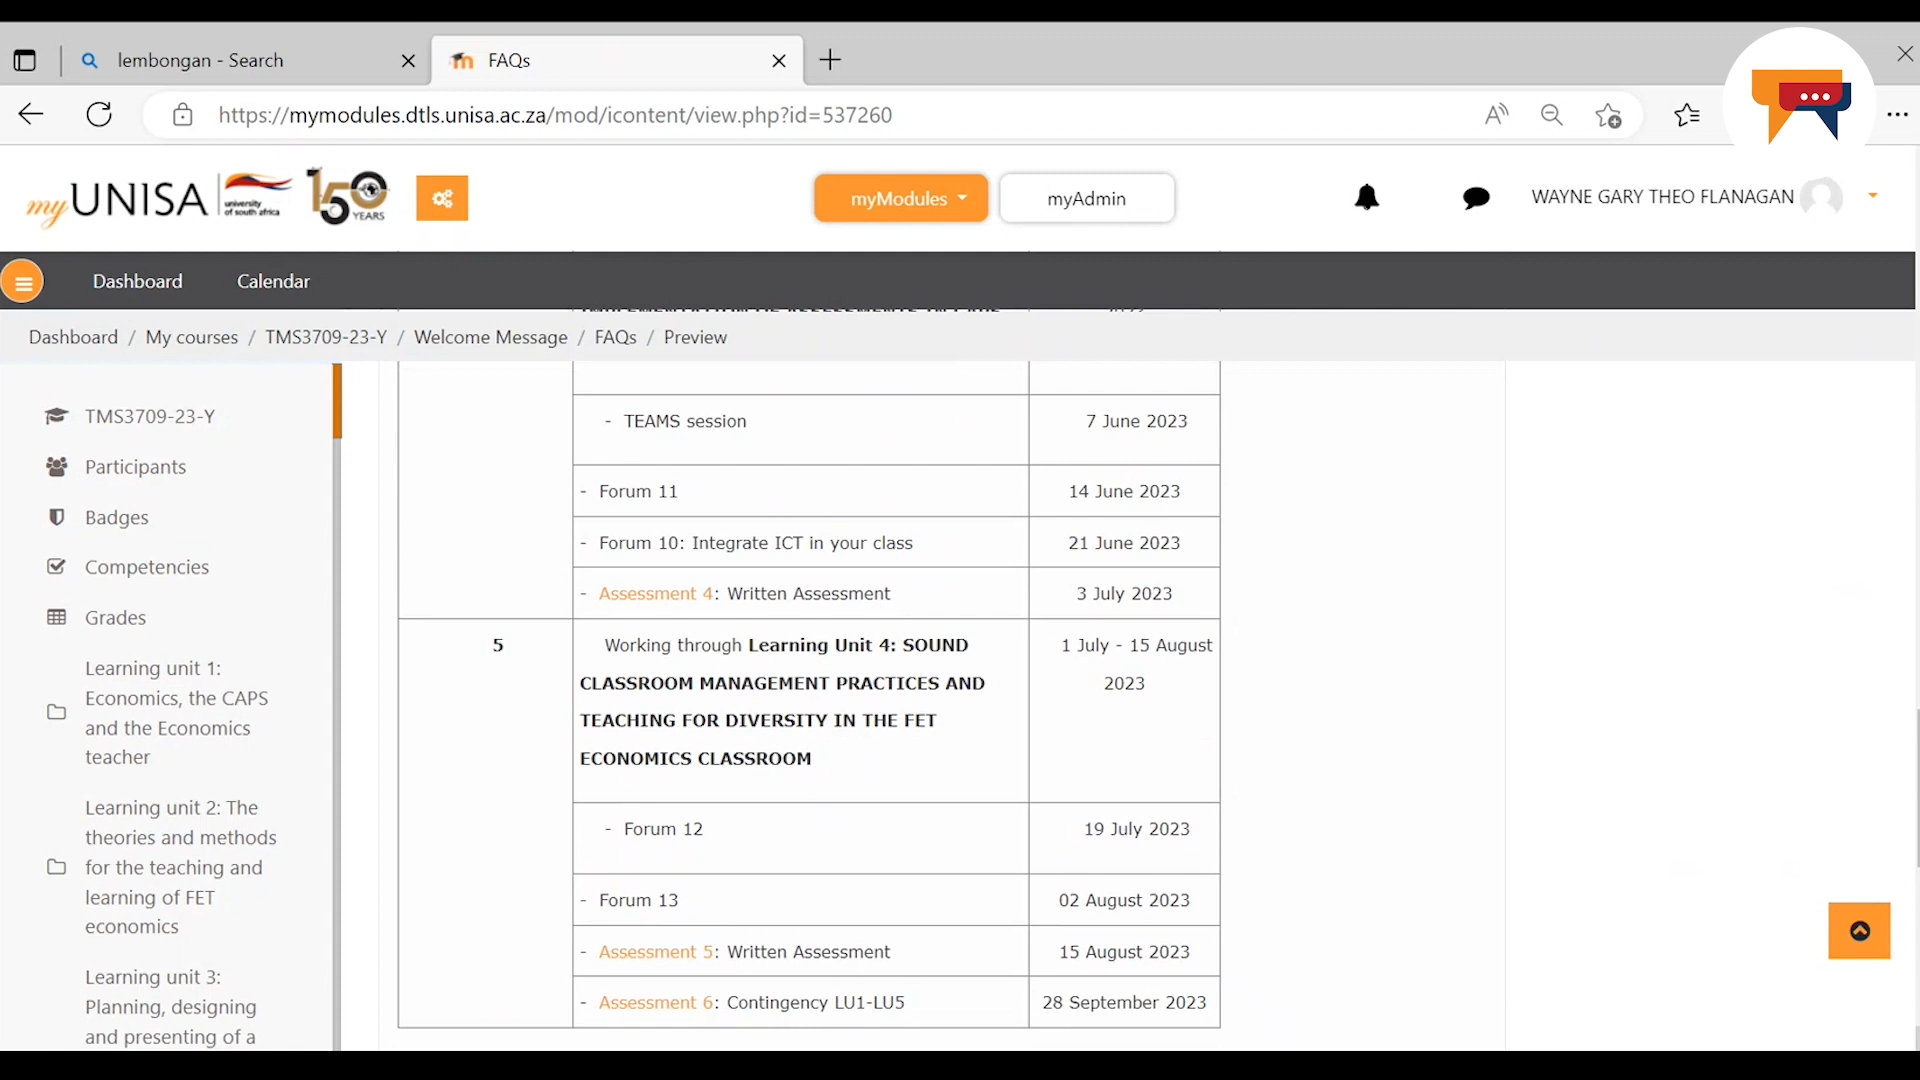 lembongan - Search
FAQs
https://mymodules.dtls.unisa.ac.za/mod/icontent/view.php?id=537260
myUNISA
university
of south africa
150
YEARS
myModules
myAdmin
WAYNE GARY THEO FLANAGAN
Dashboard
Calendar
Dashboard / My courses / TMS3709-23-Y / Welcome Message / FAQs / Preview
TMS3709-23-Y
Participants
Badges
Competencies
Grades
Learning unit 1:
Economics, the CAPS
and the Economics
teacher
Learning unit 2: The
theories and methods
for the teaching and
learning of FET
economics
Learning unit 3:
Planning, designing
and presenting of a
- TEAMS session
7 June 2023
- Forum 11
14 June 2023
- Forum 10: Integrate ICT in your class
21 June 2023
- Assessment 4: Written Assessment
3 July 2023
5
Working through Learning Unit 4: SOUND
CLASSROOM MANAGEMENT PRACTICES AND
TEACHING FOR DIVERSITY IN THE FET
ECONOMICS CLASSROOM
1 July - 15 August
2023
- Forum 12
19 July 2023
- Forum 13
02 August 2023
- Assessment 5: Written Assessment
15 August 2023
- Assessment 6: Contingency LU1-LU5
28 September 2023